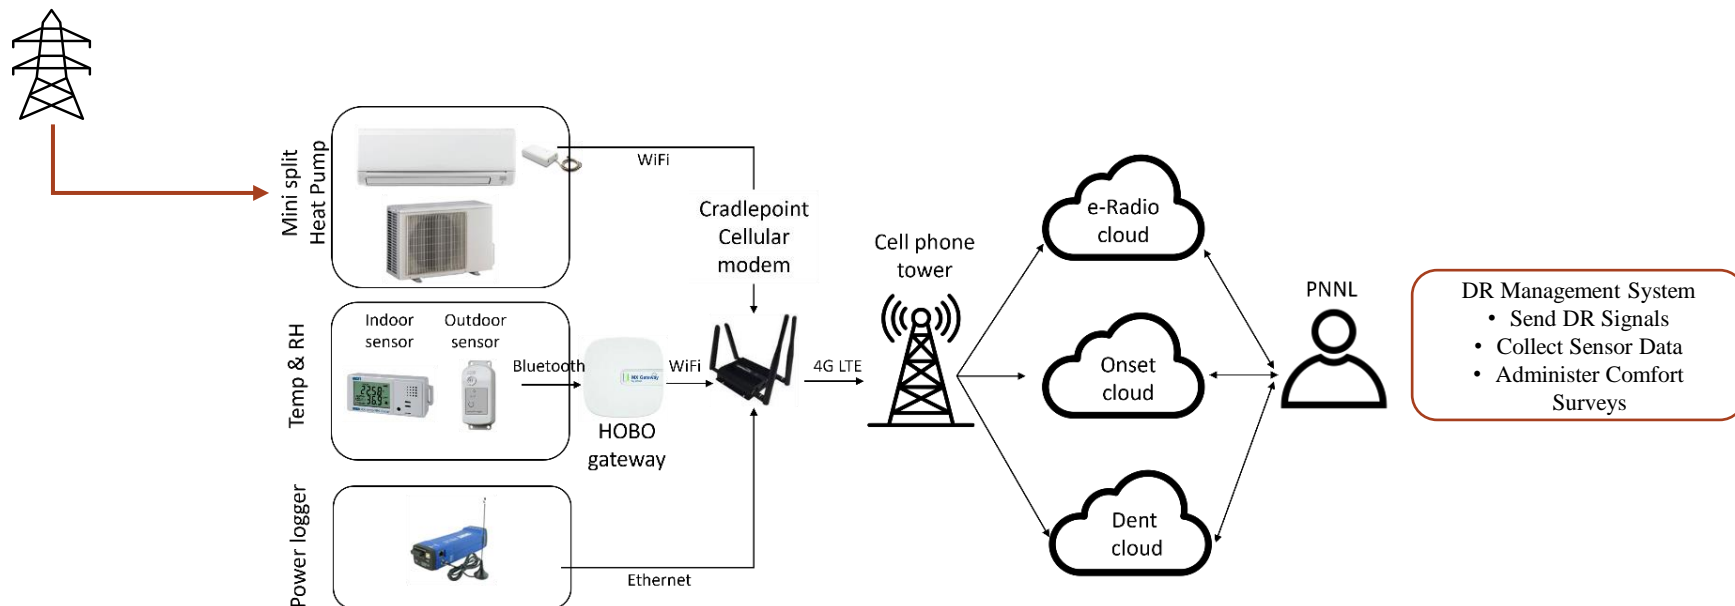 Mini split
Heat Pump
WiFi
Cradlepoint
Cellular
modem
Temp & RH
Indoor
sensor
Outdoor
sensor
Bluetooth
MX Gateway
WiFi
HOBO
gateway
4G LTE
Power logger
Ethernet
Cell phone
tower
e-Radio
cloud
Onset
cloud
Dent
cloud
PNNL
DR Management System
• Send DR Signals
• Collect Sensor Data
• Administer Comfort
Surveys